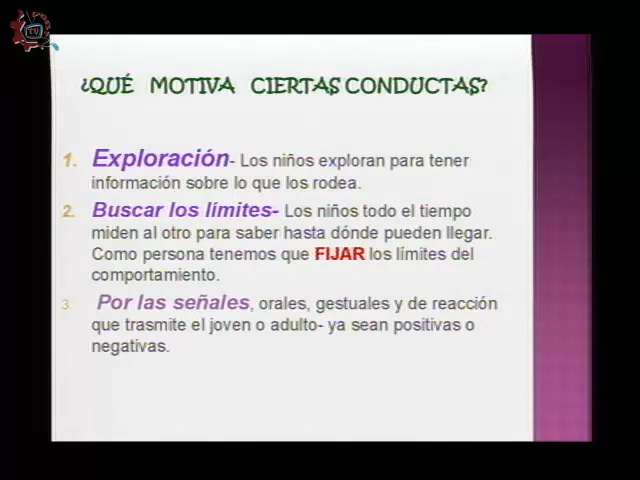 TV
¿QUÉ MOTIVA CIERTAS CONDUCTAS?
1. Exploración- Los niños exploran para tener
información sobre lo que los rodea.
2. Buscar los límites- Los niños todo el tiempo
miden al otro para saber hasta dónde pueden llegar.
Como persona tenemos que FIJAR los límites del
comportamiento.
3. Por las señales, orales, gestuales y de reacción
que trasmite el joven o adulto- ya sean positivas o
negativas.